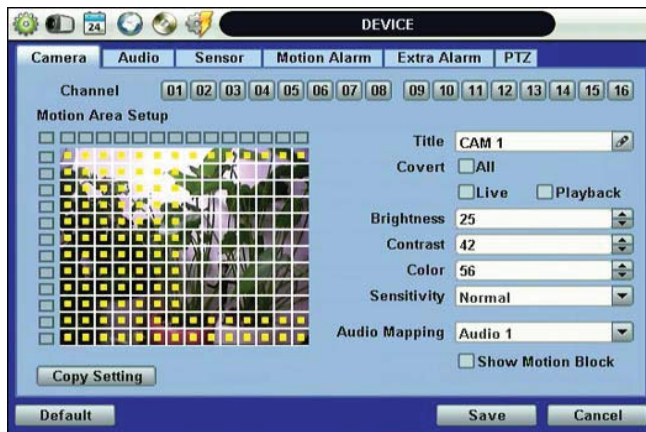 24
DEVICE
Camera Audio Sensor Motion Alarm Extra Alarm PTZ
Channel 01 02 03 04 05 06 07 08 09 10 11 12 13 14 15 16
Motion Area Setup
Title CAM 1
Covert All
Live Playback
Brightness 25
Contrast 42
Color 56
Sensitivity Normal
Audio Mapping Audio 1
Show Motion Block
Copy Setting
Default Save Cancel